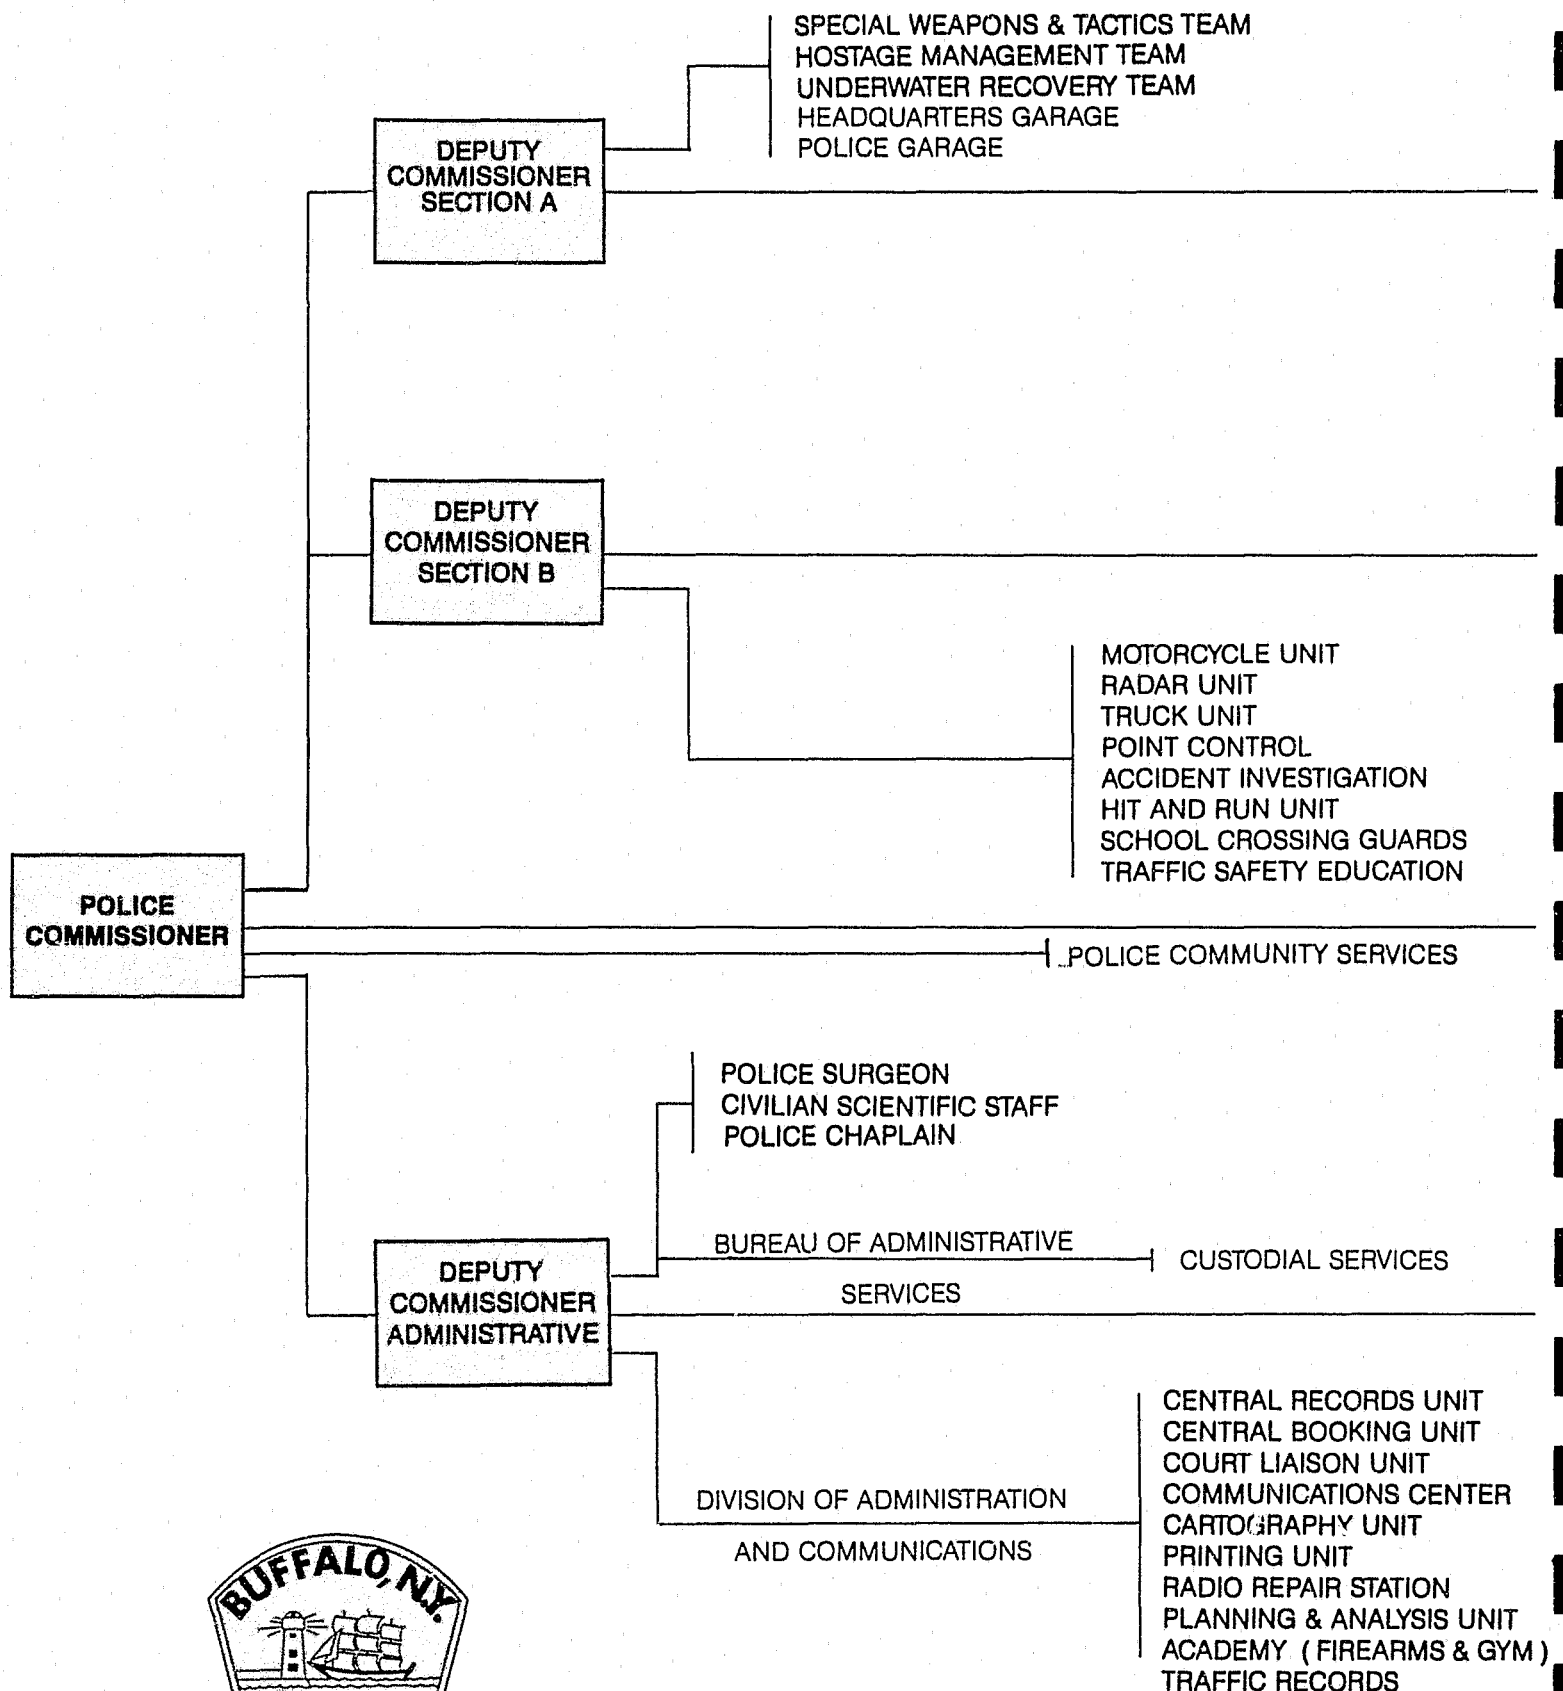 SPECIAL WEAPONS & TACTICS TEAM
HOSTAGE MANAGEMENT TEAM
UNDERWATER RECOVERY TEAM
HEADQUARTERS GARAGE
POLICE GARAGE
DEPUTY
COMMISSIONER
SECTION A
DEPUTY
COMMISSIONER
SECTION B
MOTORCYCLE UNIT
RADAR UNIT
TRUCK UNIT
POINT CONTROL
ACCIDENT INVESTIGATION
HIT AND RUN UNIT
SCHOOL CROSSING GUARDS
TRAFFIC SAFETY EDUCATION
POLICE
COMMISSIONER
POLICE COMMUNITY SERVICES
POLICE SURGEON
CIVILIAN SCIENTIFIC STAFF
POLICE CHAPLAIN
BUREAU OF ADMINISTRATIVE
SERVICES
CUSTODIAL SERVICES
DEPUTY
COMMISSIONER
ADMINISTRATIVE
DIVISION OF ADMINISTRATION
AND COMMUNICATIONS
CENTRAL RECORDS UNIT
CENTRAL BOOKING UNIT
COURT LIAISON UNIT
COMMUNICATIONS CENTER
CARTOGRAPHY UNIT
PRINTING UNIT
RADIO REPAIR STATION
PLANNING & ANALYSIS UNIT
ACADEMY ( FIREARMS & GYM )
TRAFFIC RECORDS
BUFFALO, N.Y.